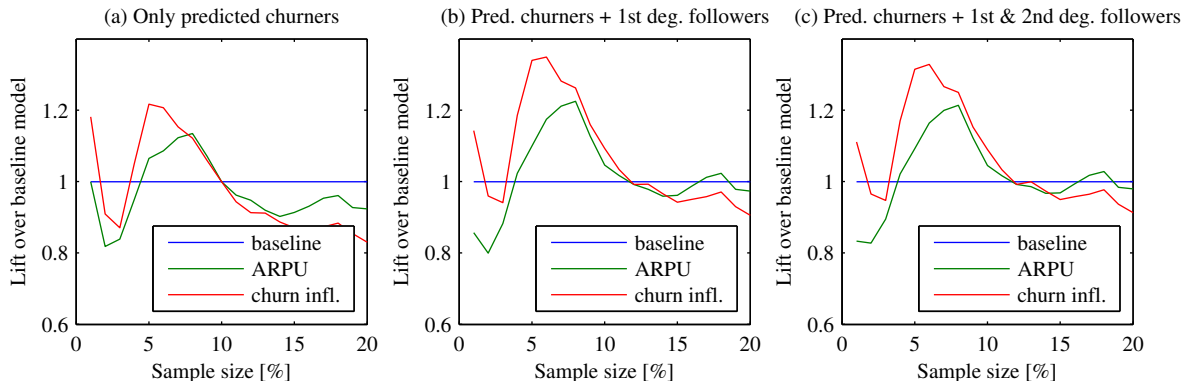 (a) Only predicted churners
Lift over baseline model
1.2
1
0.8
0.6
0
5
10
15
20
Sample size [%]
baseline
ARPU
churn infl.
(b) Pred. churners + 1st deg. followers
Lift over baseline model
1.2
1
0.8
0.6
0
5
10
15
20
Sample size [%]
baseline
ARPU
churn infl.
(c) Pred. churners + 1st & 2nd deg. followers
Lift over baseline model
1.2
1
0.8
0.6
0
5
10
15
20
Sample size [%]
baseline
ARPU
churn infl.